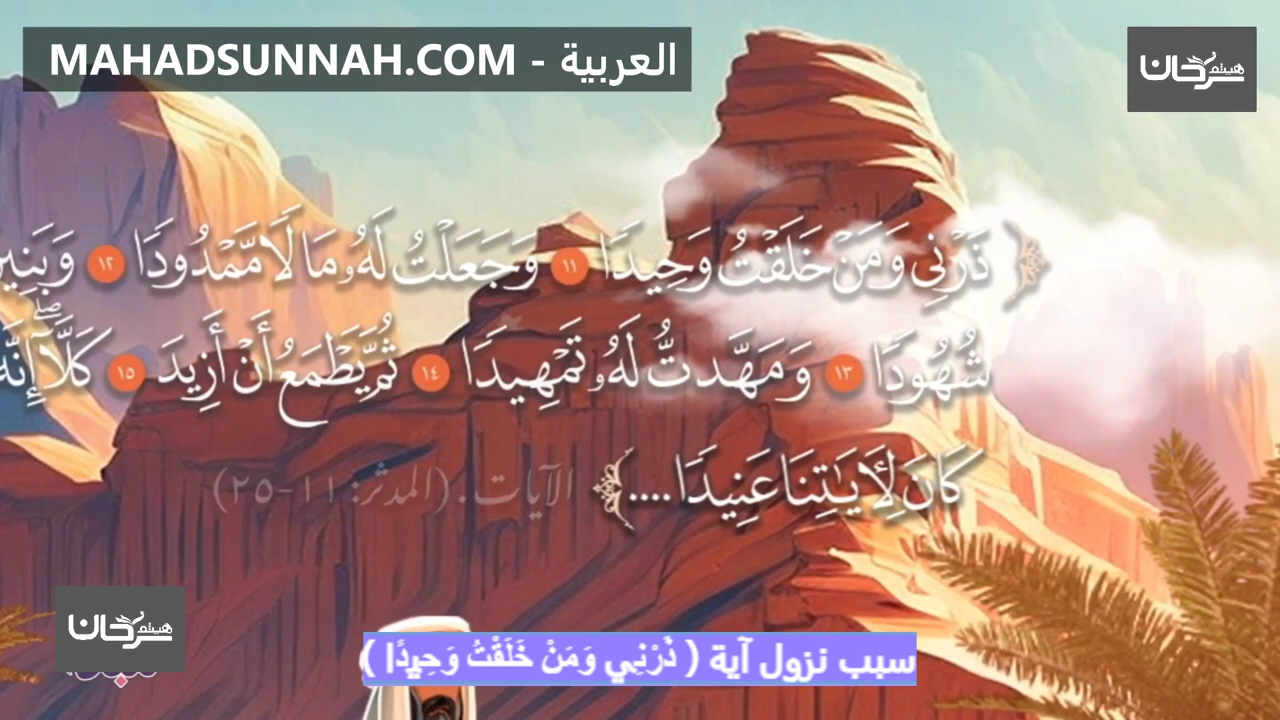 MAHADSUNNAH.COM - العربية
هيثم سرحان
﴿ ذَرْنِي وَمَنْ خَلَقْتُ وَحِيدًا ١١ وَجَعَلْتُ لَهُۥ مَالًا مَّمْدُودًا ١٢ وَبَنِينَ
شُهُودًا ١٣ وَمَهَّدتُّ لَهُۥ تَمْهِيدًا ١٤ ثُمَّ يَطْمَعُ أَنْ أَزِيدَ ١٥ كَلَّآ ۖ إِنَّهُۥ
كَانَ لِأَيَٰتِنَا عَنِيدًا .... ﴾ الآيات. (المدثر: ١١-٢٥)
هيثم سرحان
سبب نزول آية ( ذَرْنِي وَمَنْ خَلَقْتُ وَحِيدًا )